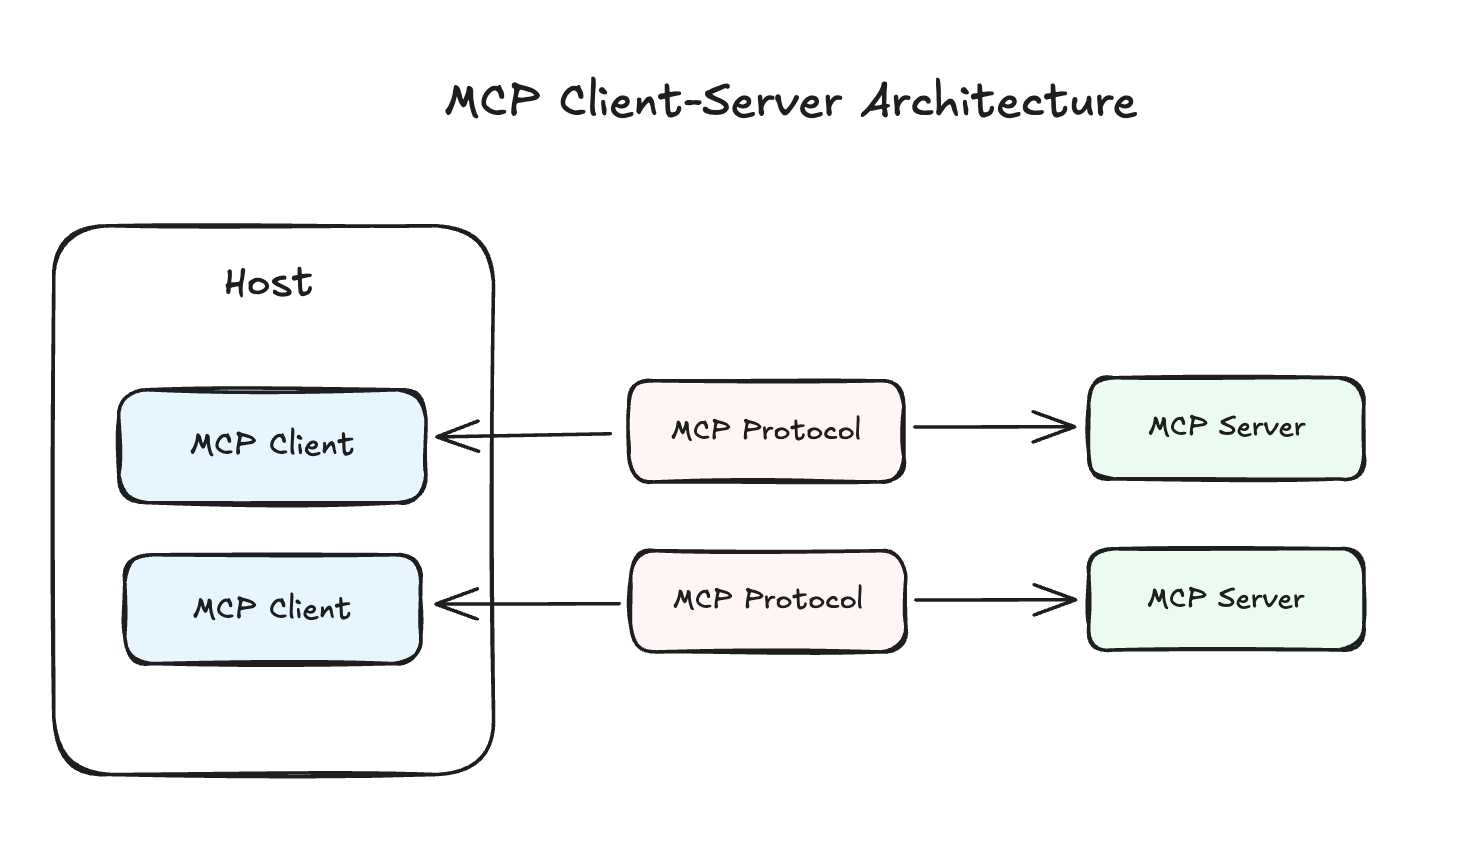 MCP Client-Server Architecture
Host
MCP Client
MCP Protocol
MCP Server
MCP Client
MCP Protocol
MCP Server